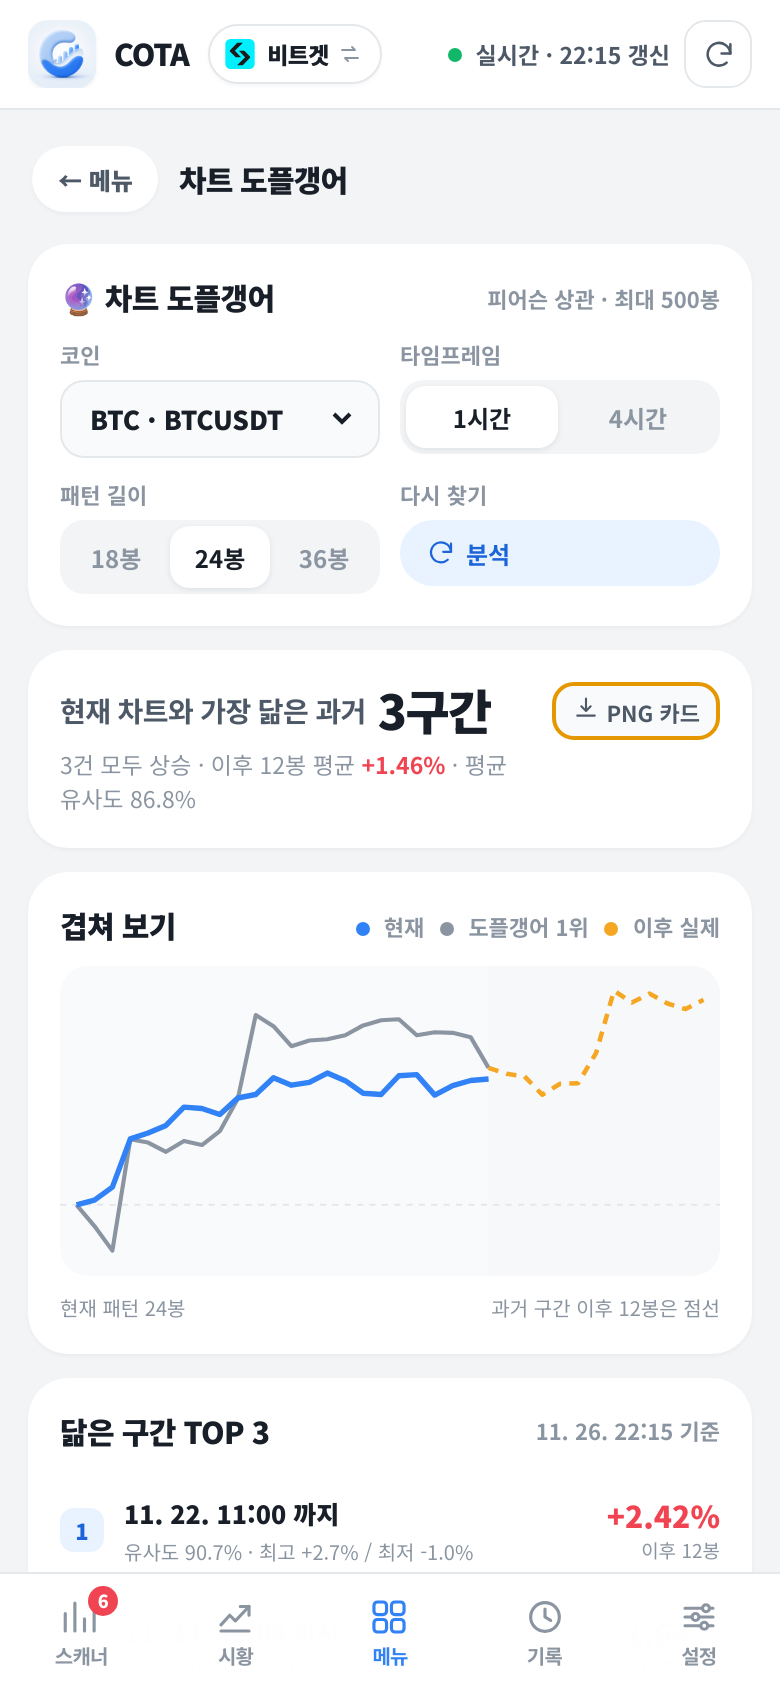 COTA
비트겟
실시간 · 22:15 갱신
← 메뉴
차트 도플갱어
차트 도플갱어
피어슨 상관 · 최대 500봉
코인
타임프레임
BTC · BTCUSDT
1시간
4시간
패턴 길이
다시 찾기
18봉
24봉
36봉
분석
현재 차트와 가장 닮은 과거 3구간
PNG 카드
3건 모두 상승 · 이후 12봉 평균 +1.46% · 평균
유사도 86.8%
겹쳐 보기
현재
도플갱어 1위
이후 실제
현재 패턴 24봉
과거 구간 이후 12봉은 점선
닮은 구간 TOP 3
11. 26. 22:15 기준
1
11. 22. 11:00 까지
+2.42%
유사도 90.7% · 최고 +2.7% / 최저 -1.0%
이후 12봉
6
스캐너
시황
메뉴
기록
설정